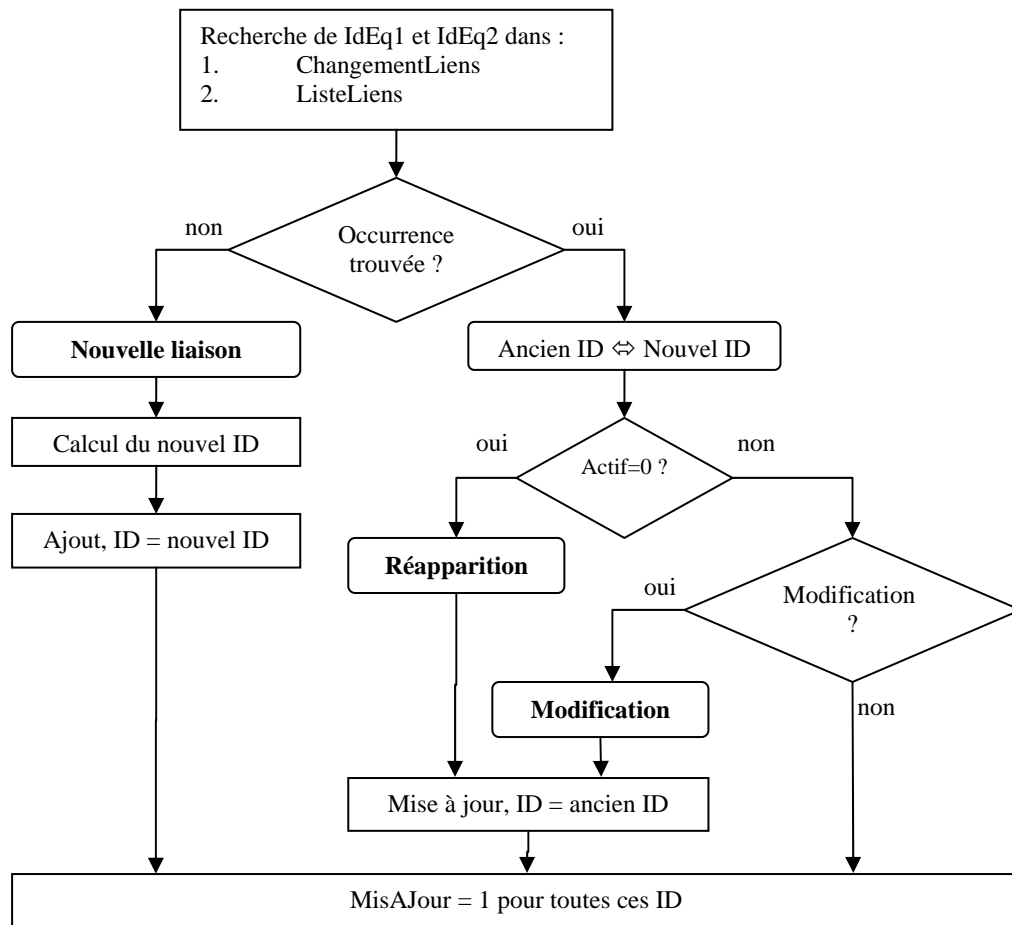 Recherche de IdEq1 et IdEq2 dans :
1. ChangementLiens
2. ListeLiens
non
oui
Occurrence
trouvée ?
Nouvelle liaison
Ancien ID ⇔ Nouvel ID
Calcul du nouvel ID
oui
non
Actif=0 ?
Ajout, ID = nouvel ID
Réapparition
oui
Modification
?
Modification
non
Mise à jour, ID = ancien ID
MisAJour = 1 pour toutes ces ID